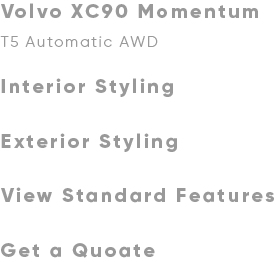 Volvo XC90 Momentum
T5 Automatic AWD
Interior Styling
Exterior Styling
View Standard Features
Get a Quoate